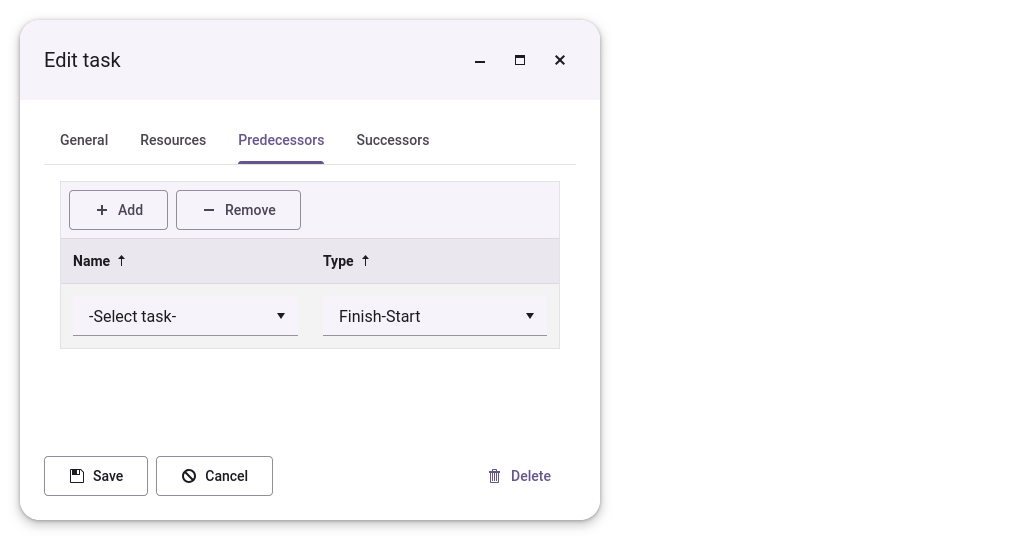 Edit task
General Resources Predecessors Successors
Add Remove
Name Type
-Select task- Finish-Start
Save Cancel Delete